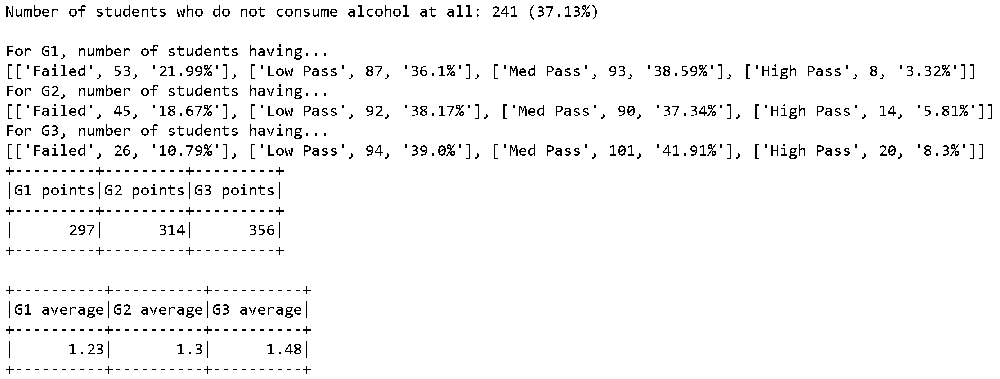 Number of students who do not consume alcohol at all: 241 (37.13%)

For G1, number of students having...
[['Failed', 53, '21.99%'], ['Low Pass', 87, '36.1%'], ['Med Pass', 93, '38.59%'], ['High Pass', 8, '3.32%']]
For G2, number of students having...
[['Failed', 45, '18.67%'], ['Low Pass', 92, '38.17%'], ['Med Pass', 90, '37.34%'], ['High Pass', 14, '5.81%']]
For G3, number of students having...
[['Failed', 26, '10.79%'], ['Low Pass', 94, '39.0%'], ['Med Pass', 101, '41.91%'], ['High Pass', 20, '8.3%']]
+---------+---------+---------+
|G1 points|G2 points|G3 points|
+---------+---------+---------+
|      297|      314|      356|
+---------+---------+---------+

+----------+----------+----------+
|G1 average|G2 average|G3 average|
+----------+----------+----------+
|      1.23|       1.3|      1.48|
+----------+----------+----------+